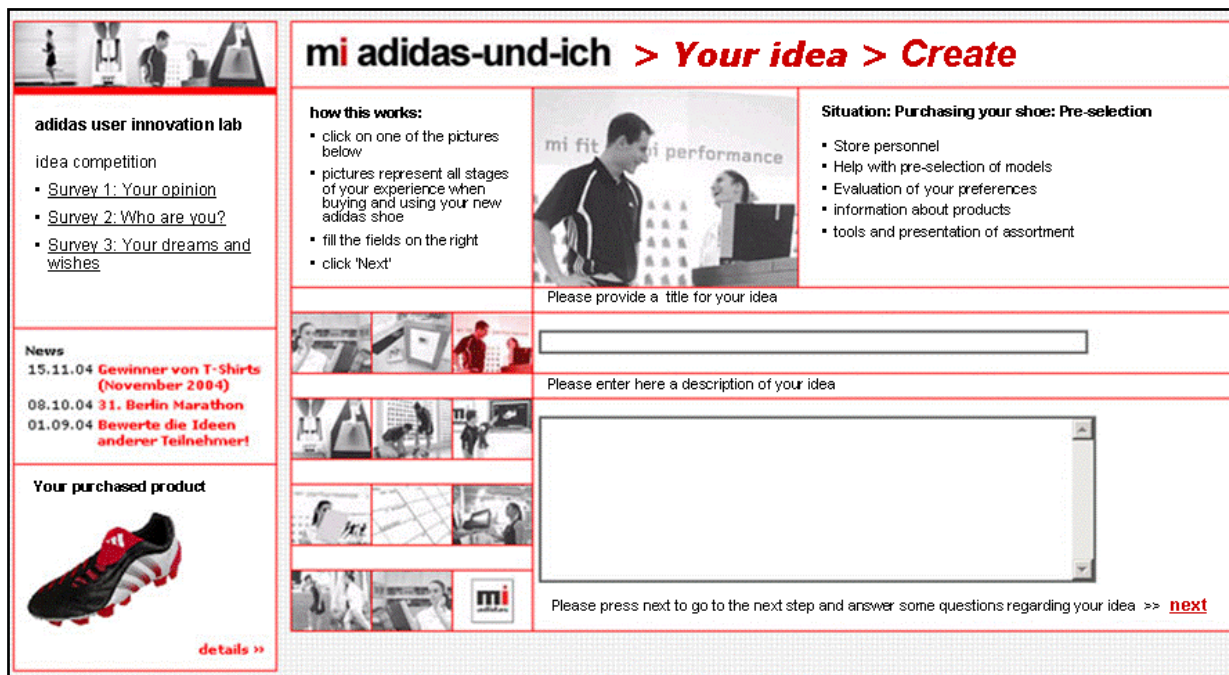 mi adidas-und-ich > Your idea > Create
adidas user innovation lab
idea competition
▪ Survey 1: Your opinion
▪ Survey 2: Who are you?
▪ Survey 3: Your dreams and
wishes
News
15.11.04 Gewinner von T-Shirts
(November 2004)
08.10.04 31. Berlin Marathon
01.09.04 Bewerte die Ideen
anderer Teilnehmer!
Your purchased product
details »
how this works:
▪ click on one of the pictures
below
▪ pictures represent all stages
of your experience when
buying and using your new
adidas shoe
▪ fill the fields on the right
▪ click 'Next'
mi fit mi performance
Situation: Purchasing your shoe: Pre-selection
▪ Store personnel
▪ Help with pre-selection of models
▪ Evaluation of your preferences
▪ information about products
▪ tools and presentation of assortment
Please provide a title for your idea
Please enter here a description of your idea
mi
mi
adidas
Please press next to go to the next step and answer some questions regarding your idea >> next